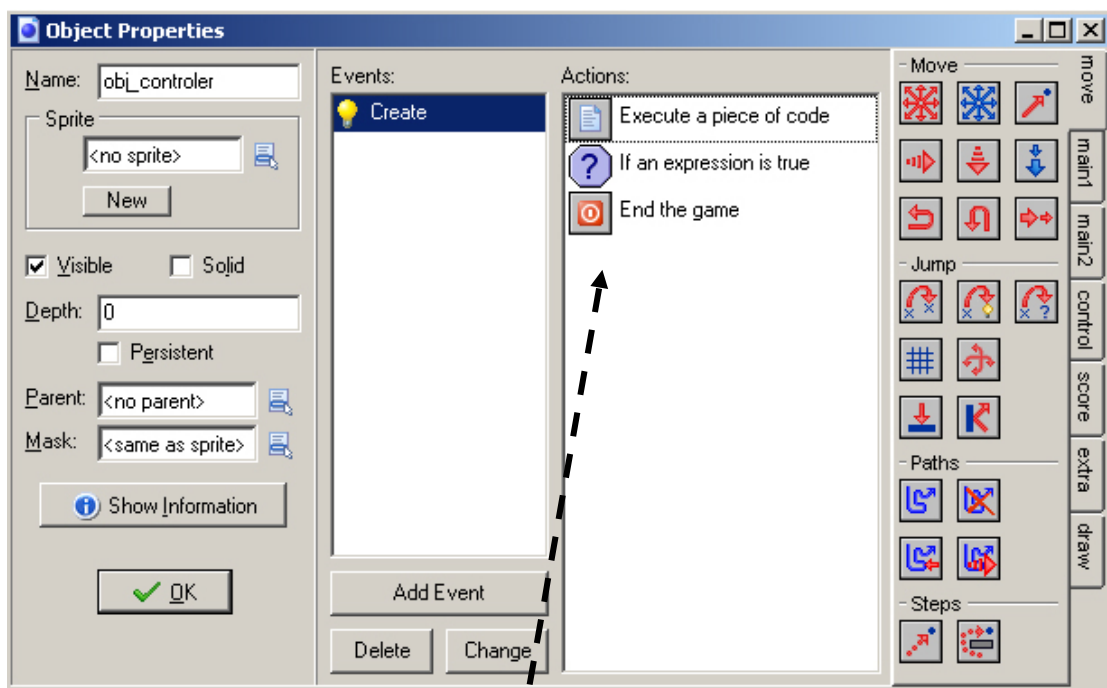 Object Properties
Name: obj_controler
Sprite
<no sprite>
New
Visible Solid
Depth: 0
Persistent
Parent: <no parent>
Mask: <same as sprite>
Show Information
OK
Events:
Create
Add Event
Delete Change
Actions:
Execute a piece of code
If an expression is true
End the game
Move
Jump
Paths
Steps
move
main1
main2
control
score
extra
draw